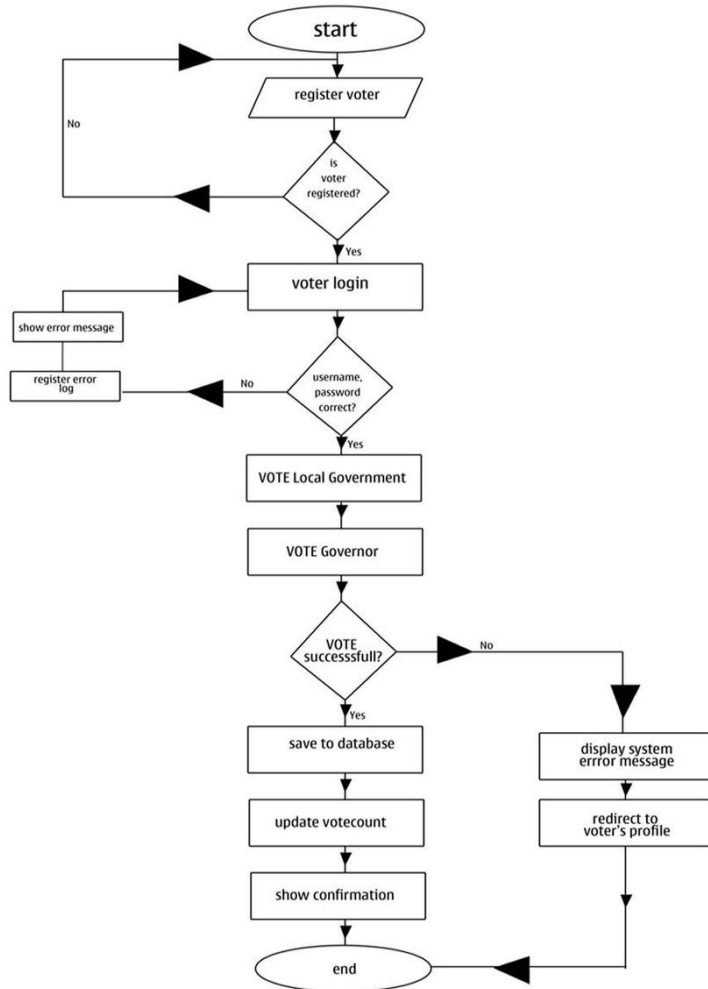 start
register voter
No
is
voter
registered?
Yes
voter login
show error message
register error
log
No
username,
password
correct?
Yes
VOTE Local Government
VOTE Governor
VOTE
successsfull?
No
Yes
save to database
display system
errror message
update votecount
redirect to
voter's profile
show confirmation
end